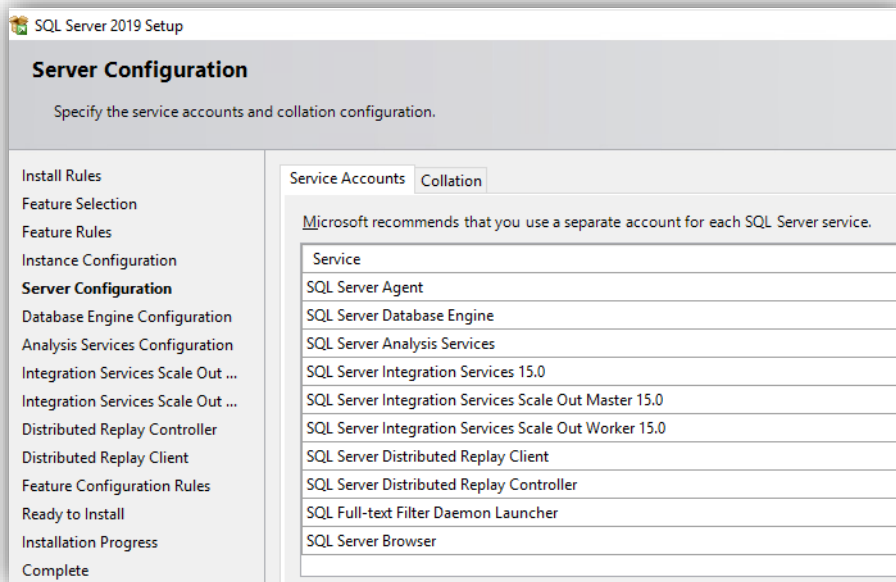 SQL Server 2019 Setup
Server Configuration
Specify the service accounts and collation configuration.
Install Rules
Feature Selection
Feature Rules
Instance Configuration
Server Configuration
Database Engine Configuration
Analysis Services Configuration
Integration Services Scale Out ...
Integration Services Scale Out ...
Distributed Replay Controller
Distributed Replay Client
Feature Configuration Rules
Ready to Install
Installation Progress
Complete
Service Accounts Collation
Microsoft recommends that you use a separate account for each SQL Server service.
Service
SQL Server Agent
SQL Server Database Engine
SQL Server Analysis Services
SQL Server Integration Services 15.0
SQL Server Integration Services Scale Out Master 15.0
SQL Server Integration Services Scale Out Worker 15.0
SQL Server Distributed Replay Client
SQL Server Distributed Replay Controller
SQL Full-text Filter Daemon Launcher
SQL Server Browser